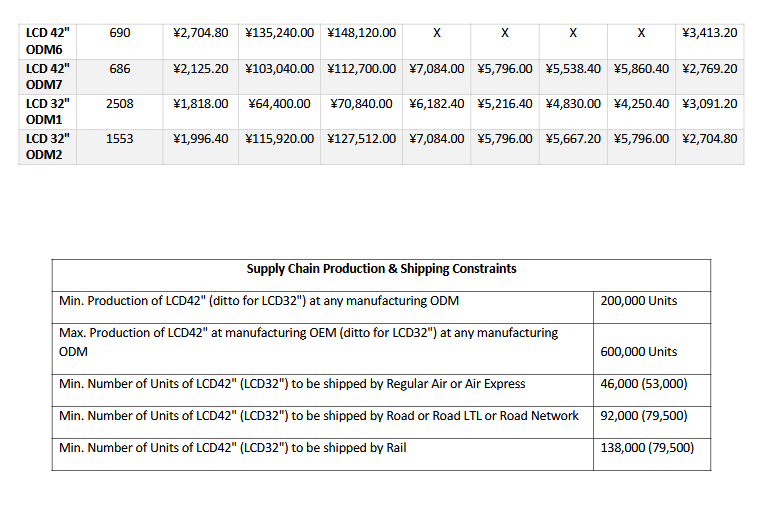 LCD 42" 690 ¥2,704.80 ¥135,240.00 ¥148,120.00 X X X X ¥3,413.20
ODM6
LCD 42" 686 ¥2,125.20 ¥103,040.00 ¥112,700.00 ¥7,084.00 ¥5,796.00 ¥5,538.40 ¥5,860.40 ¥2,769.20
ODM7
LCD 32" 2508 ¥1,818.00 ¥64,400.00 ¥70,840.00 ¥6,182.40 ¥5,216.40 ¥4,830.00 ¥4,250.40 ¥3,091.20
ODM1
LCD 32" 1553 ¥1,996.40 ¥115,920.00 ¥127,512.00 ¥7,084.00 ¥5,796.00 ¥5,667.20 ¥5,796.00 ¥2,704.80
ODM2
Supply Chain Production & Shipping Constraints
Min. Production of LCD42" (ditto for LCD32") at any manufacturing ODM 200,000 Units
Max. Production of LCD42" at manufacturing OEM (ditto for LCD32") at any manufacturing
ODM 600,000 Units
Min. Number of Units of LCD42" (LCD32") to be shipped by Regular Air or Air Express 46,000 (53,000)
Min. Number of Units of LCD42" (LCD32") to be shipped by Road or Road LTL or Road Network 92,000 (79,500)
Min. Number of Units of LCD42" (LCD32") to be shipped by Rail 138,000 (79,500)